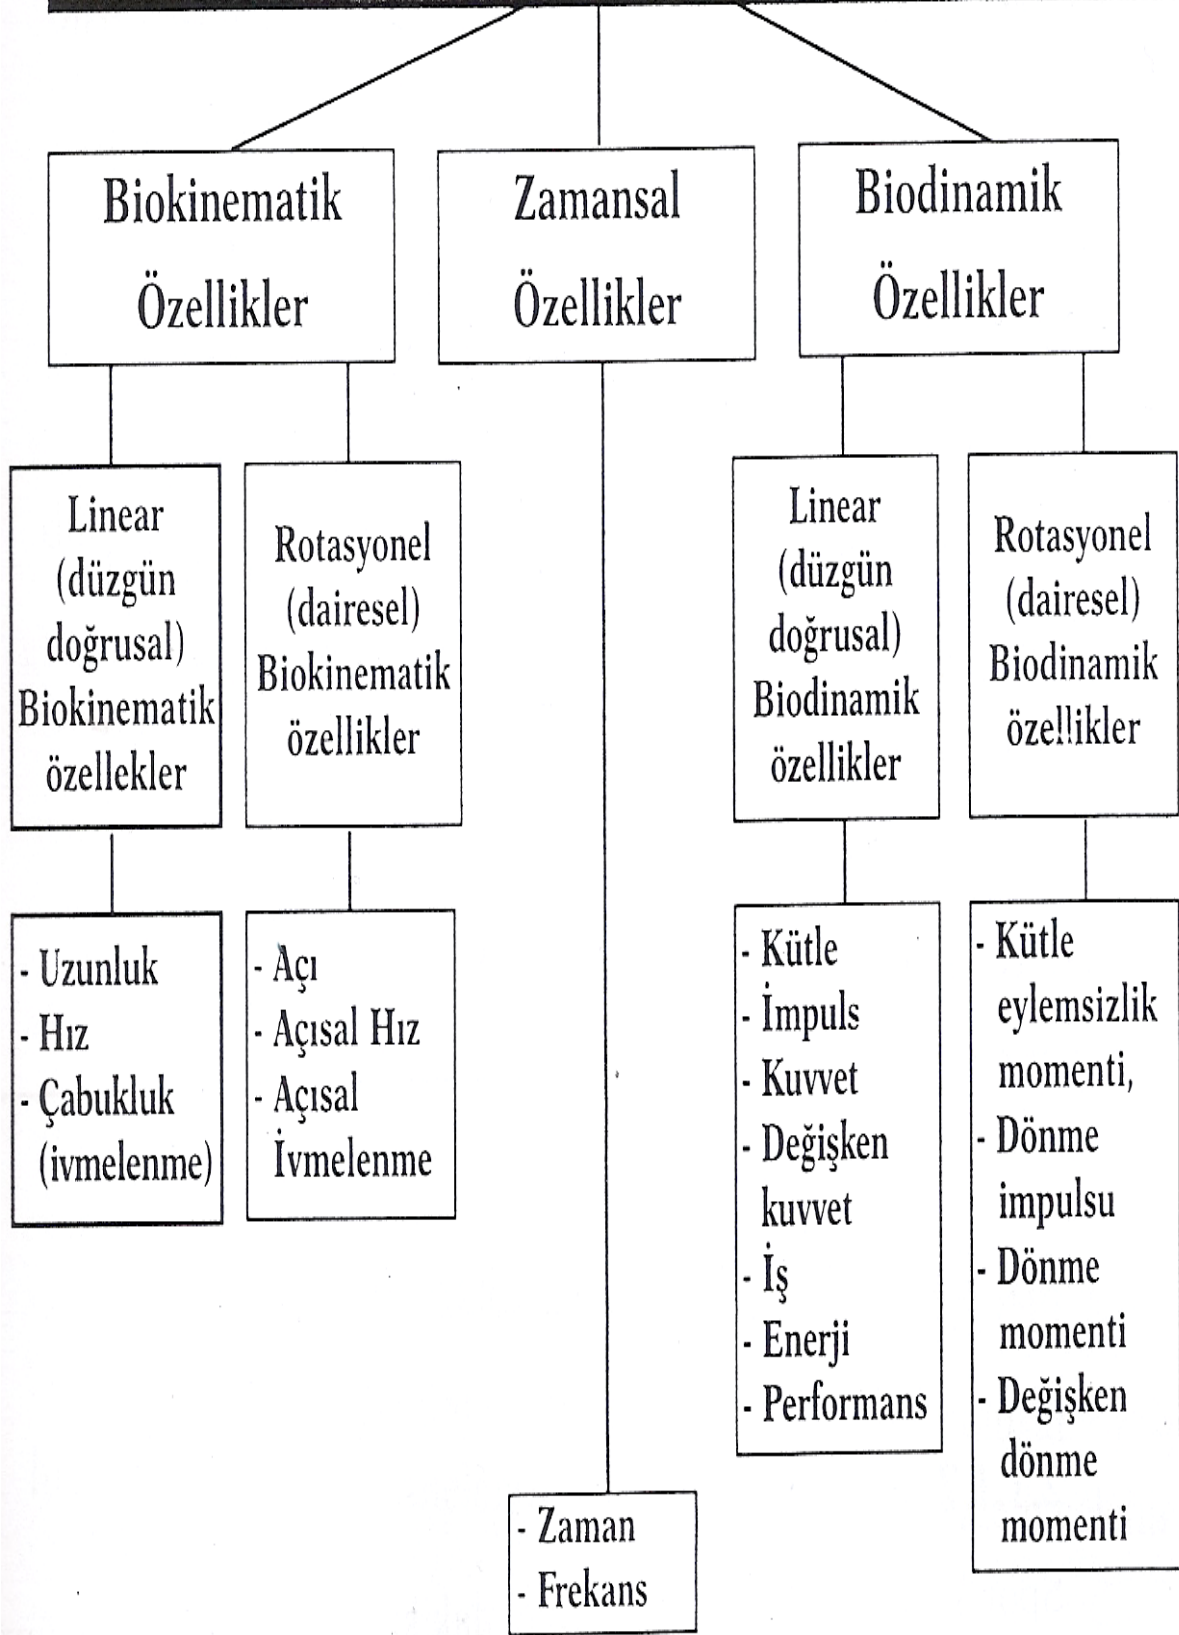 Biokinematik
Özellikler
Zamansal
Özellikler
Biodinamik
Özellikler
Linear
(düzgün
doğrusal)
Biokinematik
özellekler
Rotasyonel
(dairesel)
Biokinematik
özellikler
Linear
(düzgün
doğrusal)
Biodinamik
özellikler
Rotasyonel
(dairesel)
Biodinamik
özellikler
- Uzunluk
- Hız
- Çabukluk
(ivmelenme)
- Açı
- Açısal Hız
- Açısal
İvmelenme
- Kütle
- İmpuls
- Kuvvet
- Değişken
kuvvet
- İş
- Enerji
- Performans
- Kütle
eylemsizlik
momenti,
- Dönme
impulsu
- Dönme
momenti
- Değişken
dönme
momenti
- Zaman
- Frekans